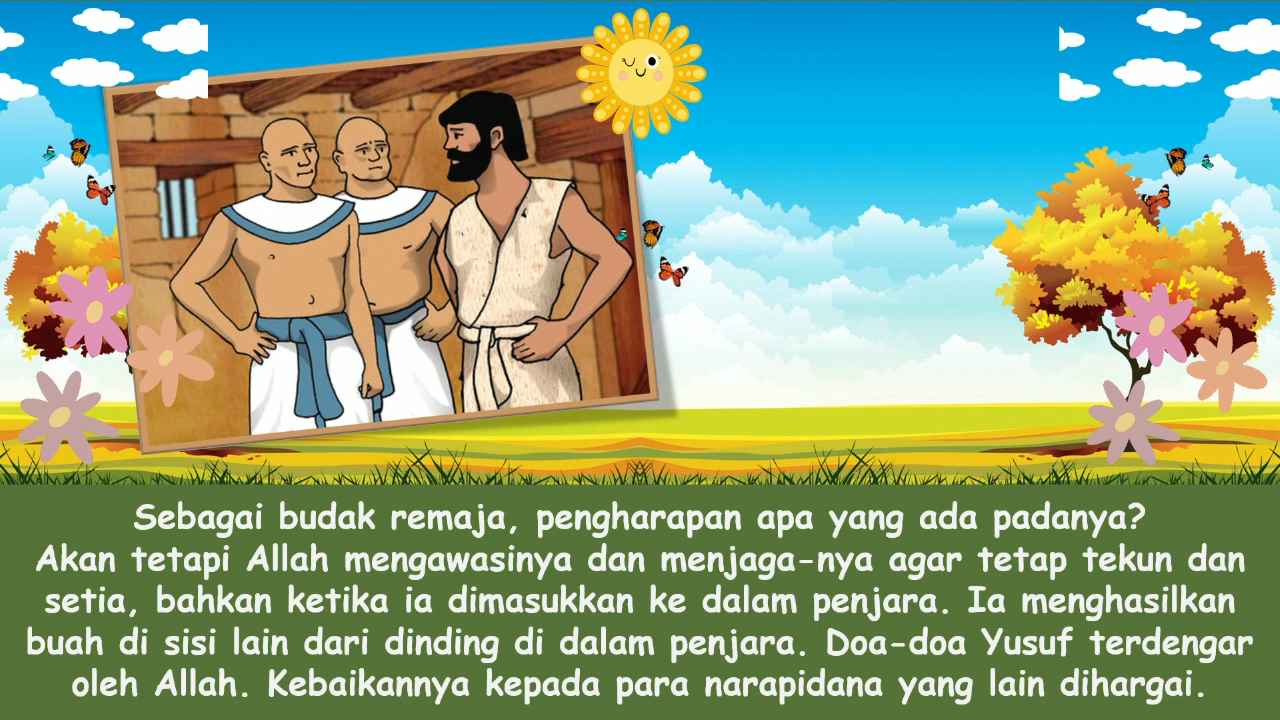 Sebagai budak remaja, pengharapan apa yang ada padanya?
Akan tetapi Allah mengawasinya dan menjaga-nya agar tetap tekun dan
setia, bahkan ketika ia dimasukkan ke dalam penjara. Ia menghasilkan
buah di sisi lain dari dinding di dalam penjara. Doa-doa Yusuf terdengar
oleh Allah. Kebaikannya kepada para narapidana yang lain dihargai.